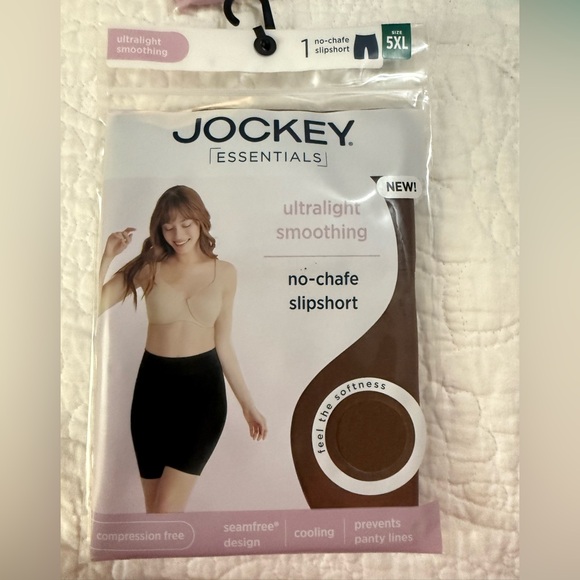 ultralight
smoothing
1 no-chafe
slipshort
SIZE
5XL
JOCKEY®
ESSENTIALS
NEW!
ultralight
smoothing
no-chafe
slipshort
feel the softness
compression free
seamfree®
design
cooling
prevents
panty lines